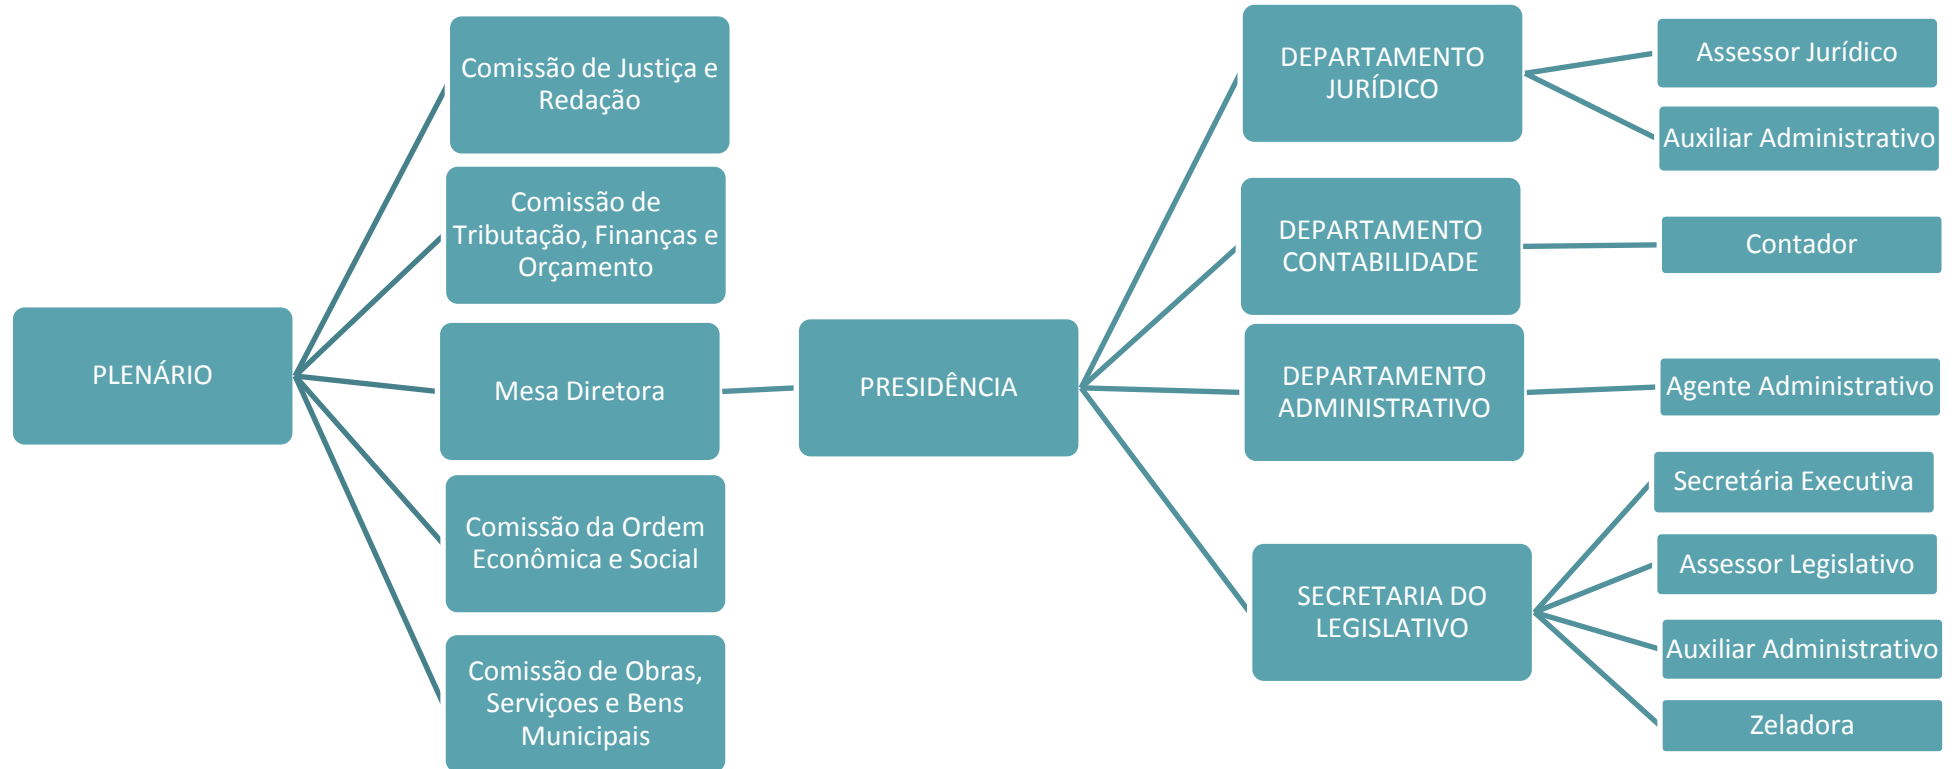 PLENÁRIO
Comissão de Justiça e
Redação
Comissão de
Tributação, Finanças e
Orçamento
Mesa Diretora
Comissão da Ordem
Econômica e Social
Comissão de Obras,
Serviçoes e Bens
Municipais
PRESIDÊNCIA
DEPARTAMENTO
JURÍDICO
DEPARTAMENTO
CONTABILIDADE
DEPARTAMENTO
ADMINISTRATIVO
SECRETARIA DO
LEGISLATIVO
Assessor Jurídico
Auxiliar Administrativo
Contador
Agente Administrativo
Secretária Executiva
Assessor Legislativo
Auxiliar Administrativo
Zeladora